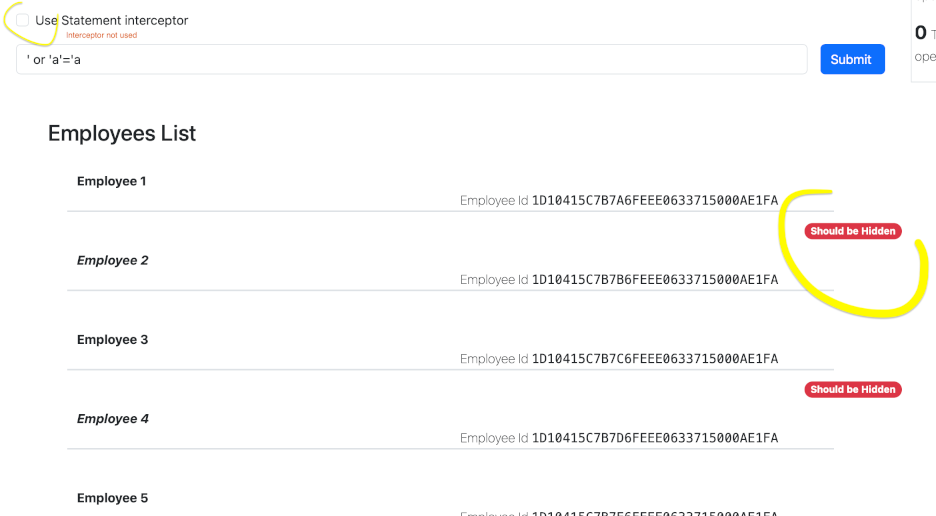 Use Statement interceptor
Interceptor not used
' or 'a'='a
Submit
0
ope
Employees List
Employee 1
Employee Id 1D10415C7B7A6FEEE0633715000AE1FA
Should be Hidden
Employee 2
Employee Id 1D10415C7B7B6FEEE0633715000AE1FA
Employee 3
Employee Id 1D10415C7B7C6FEEE0633715000AE1FA
Should be Hidden
Employee 4
Employee Id 1D10415C7B7D6FEEE0633715000AE1FA
Employee 5